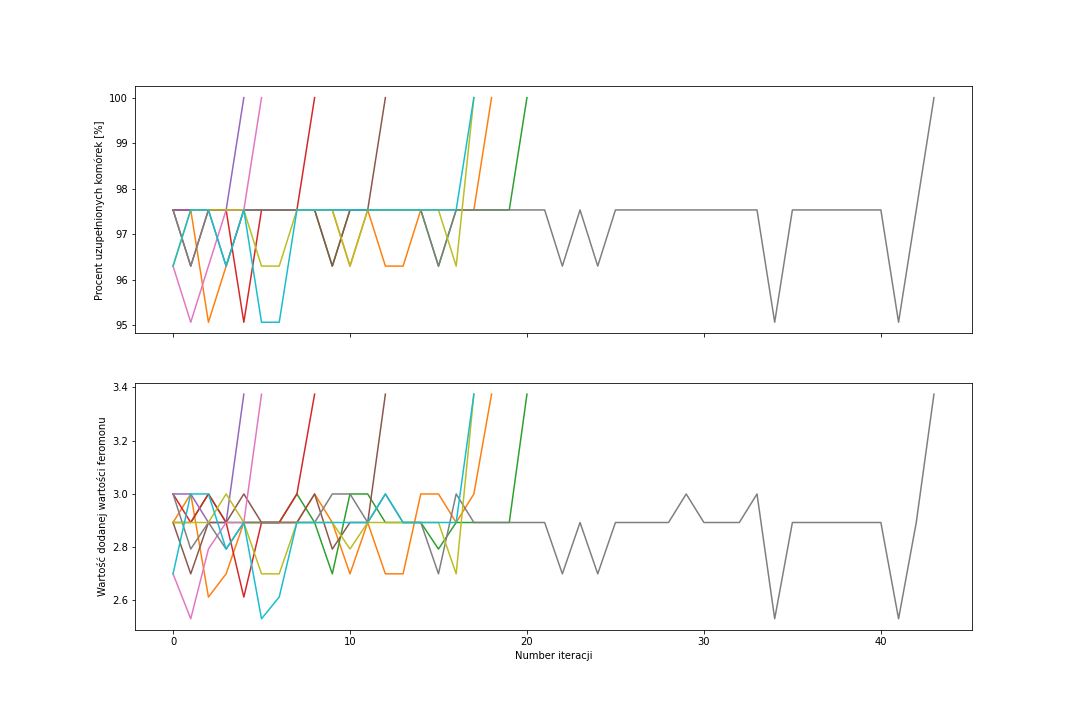 100
99
98
97
96
95
Procent uzupełnionych komórek [%]
3.4
3.2
3.0
2.8
2.6
Wartość dodanej wartości feromonu
0 10 20 30 40
Number iteracji